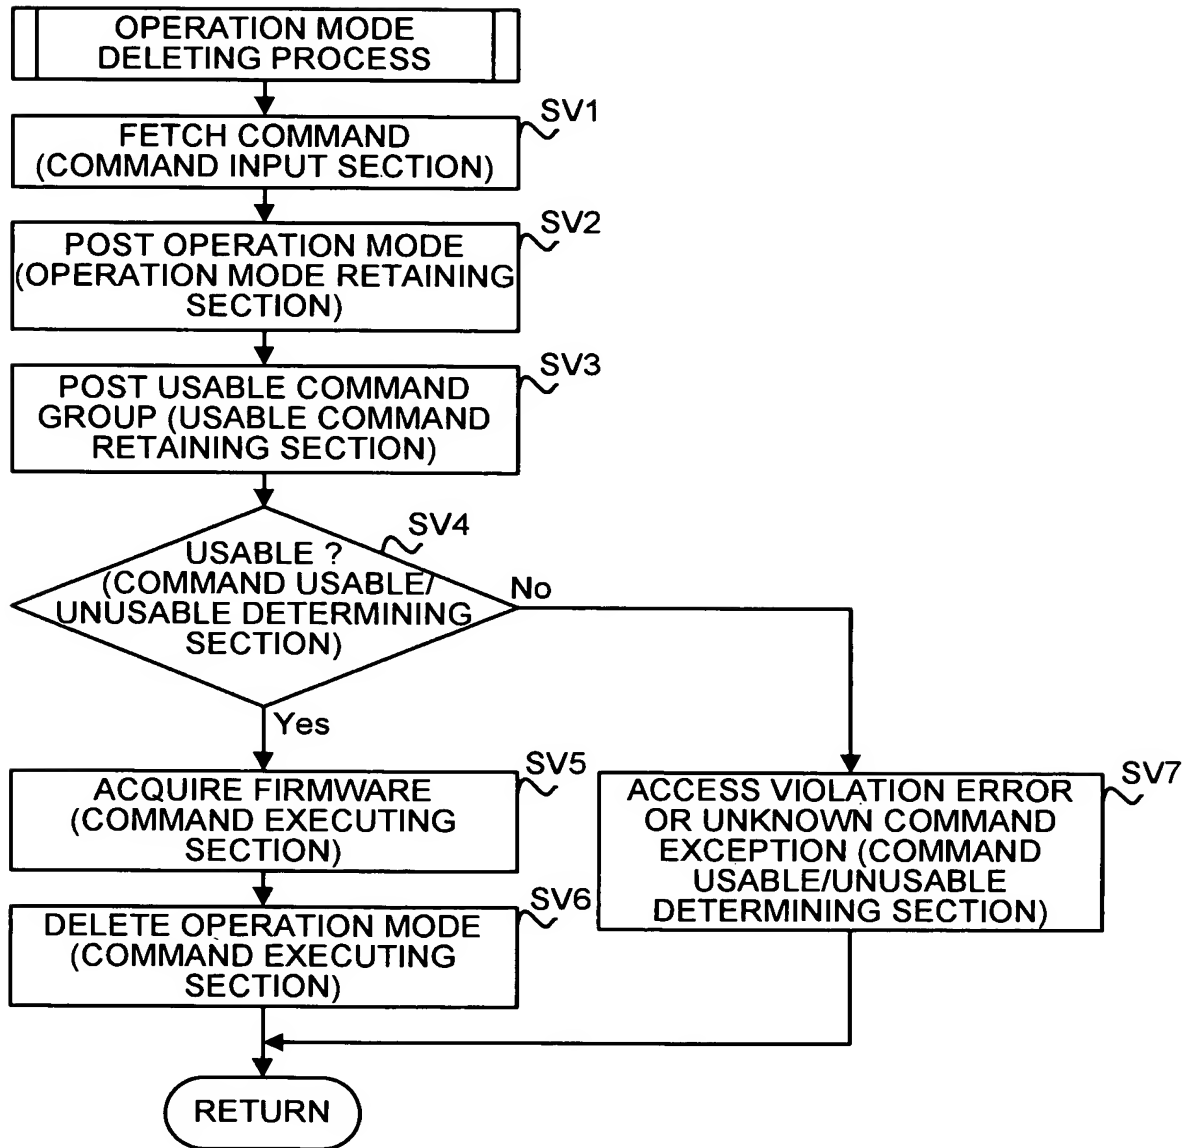 OPERATION MODE
DELETING PROCESS
SV1
FETCH COMMAND
(COMMAND INPUT SECTION)
SV2
POST OPERATION MODE
(OPERATION MODE RETAINING
SECTION)
SV3
POST USABLE COMMAND
GROUP (USABLE COMMAND
RETAINING SECTION)
SV4
USABLE ?
(COMMAND USABLE/
UNUSABLE DETERMINING
SECTION)
No
Yes
SV5
ACQUIRE FIRMWARE
(COMMAND EXECUTING
SECTION)
SV7
ACCESS VIOLATION ERROR
OR UNKNOWN COMMAND
EXCEPTION (COMMAND
USABLE/UNUSABLE
DETERMINING SECTION)
SV6
DELETE OPERATION MODE
(COMMAND EXECUTING
SECTION)
RETURN